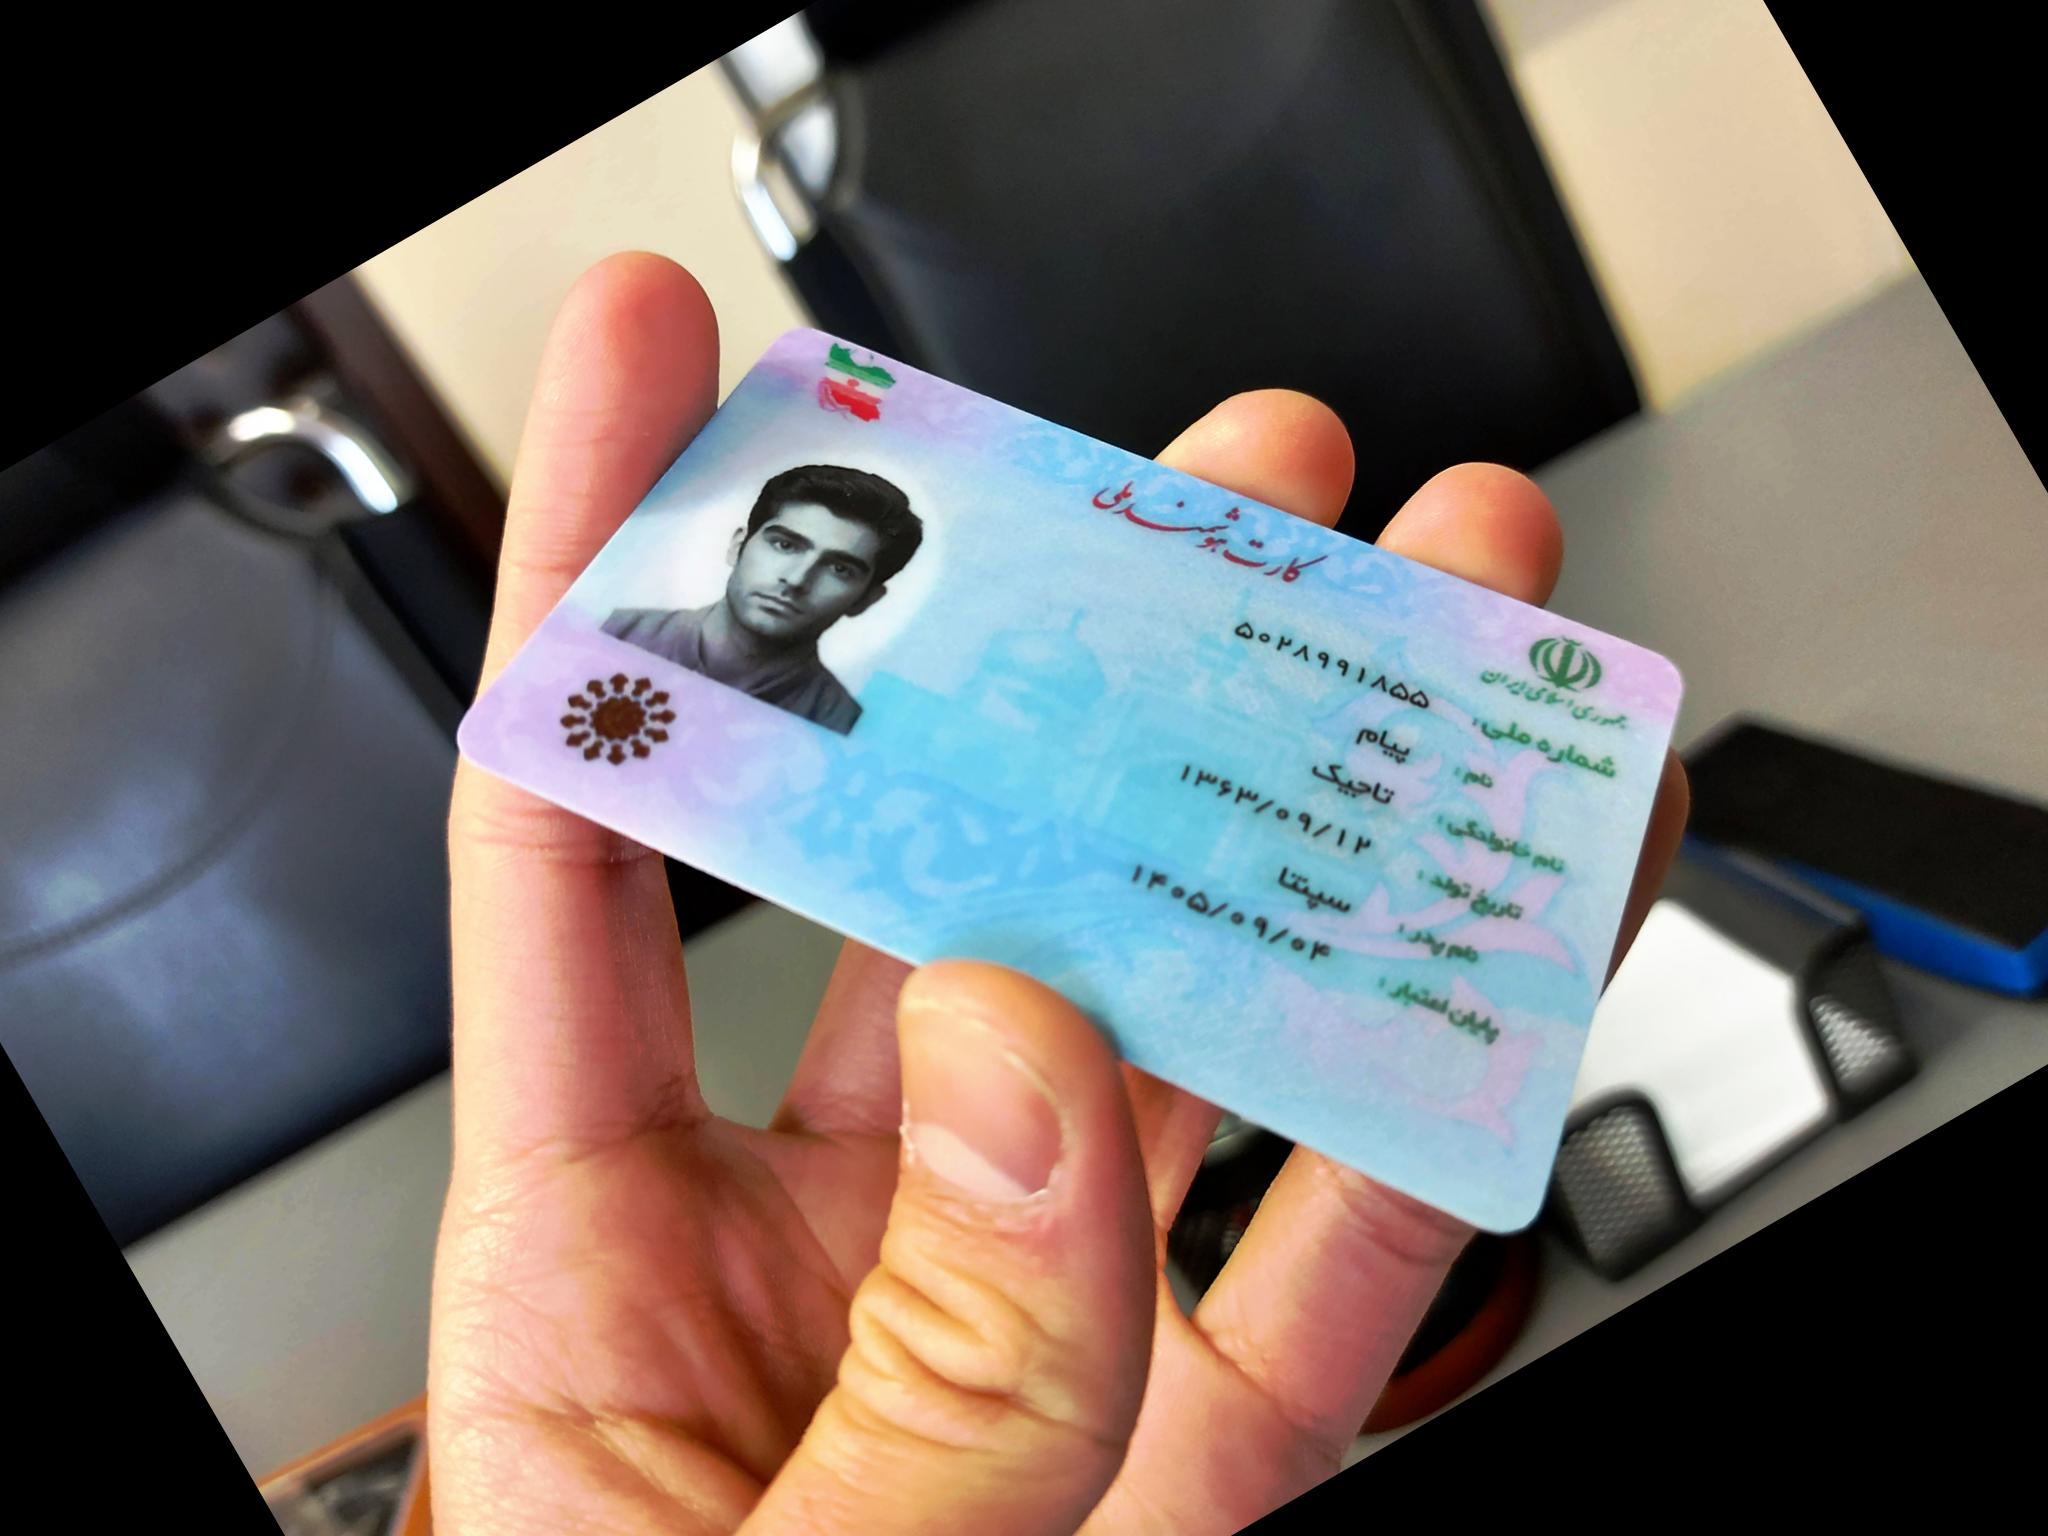 کارت هوشمند ملی
جمهوری اسلامی ایران
شماره ملی: ۵۰۲۸۹۹۱۸۵۵
نام: پیام
نام خانوادگی: تاجیک
تاریخ تولد: ۱۳۶۳/۰۹/۱۲
نام پدر: سپنتا
پایان اعتبار: ۱۴۰۵/۰۹/۰۴